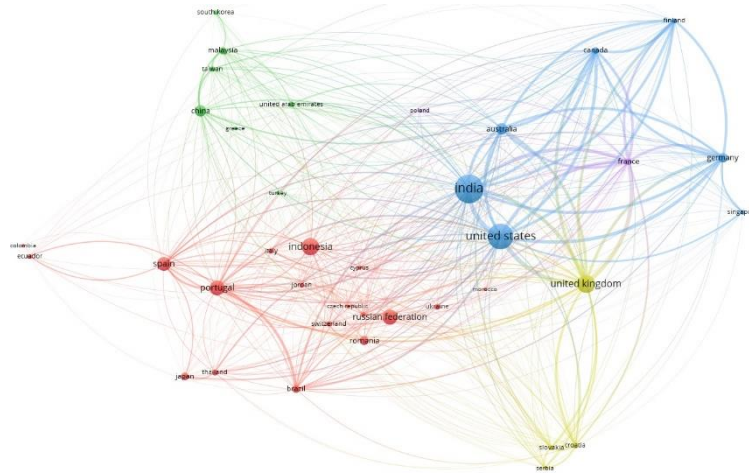 south korea
finland
malaysia
canada
taiwan
united arab emirates
china
poland
greece
australia
france
germany
india
turkey
singap
united states
colombia
indonesia
ecuador
italy
spain
cyprus
jordan
portugal
morocco
united kingdom
czech republic
ukraine
switzerland
russian federation
romania
japan
thailand
brazil
slovakia
croatia
serbia